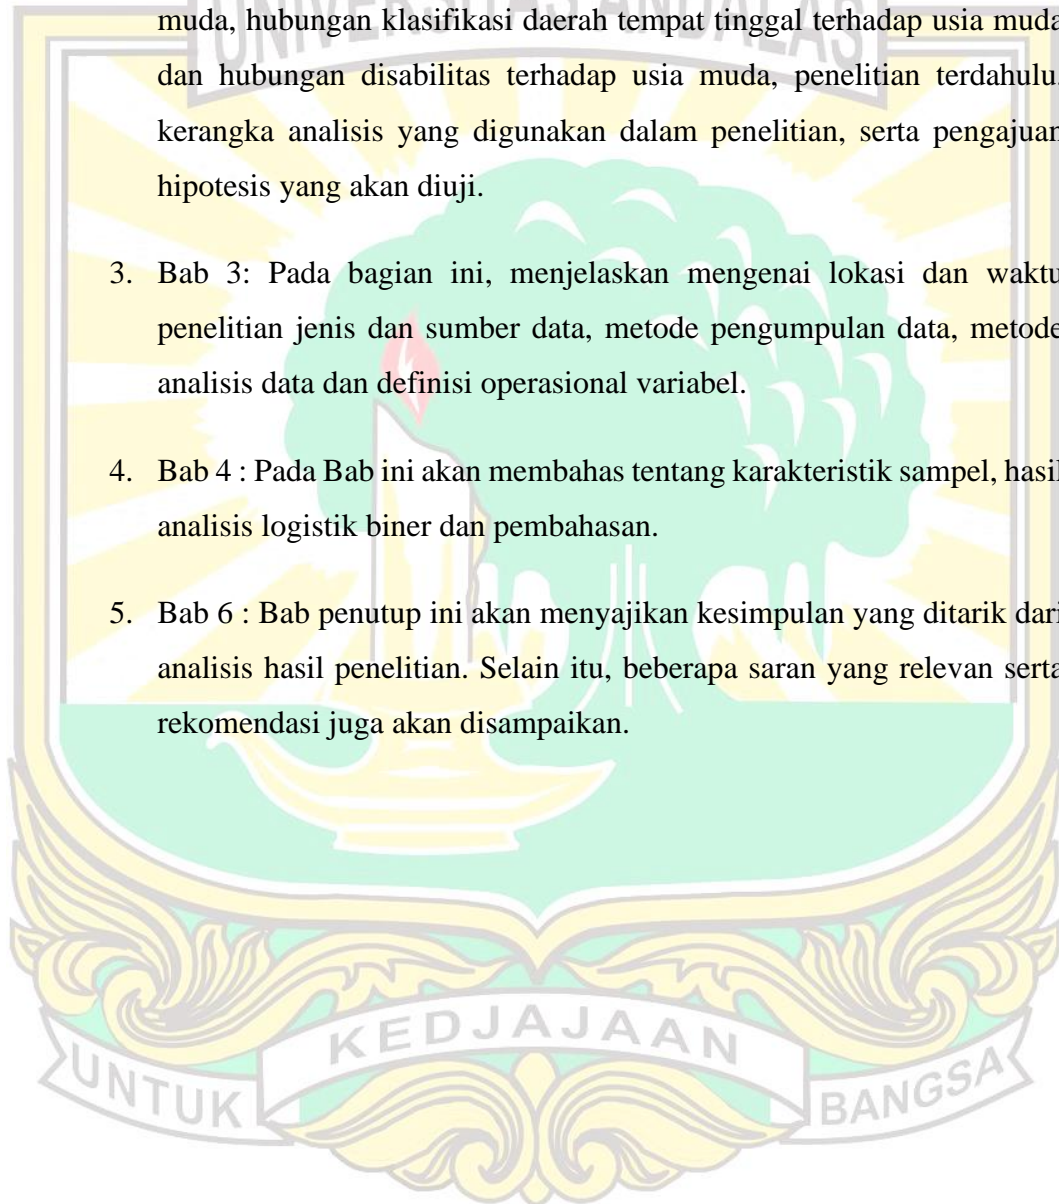 UNIVERSITAS ANDALAS
muda, hubungan klasifikasi daerah tempat tinggal terhadap usia muda
dan hubungan disabilitas terhadap usia muda, penelitian terdahulu,
kerangka analisis yang digunakan dalam penelitian, serta pengajuan
hipotesis yang akan diuji.
3. Bab 3: Pada bagian ini, menjelaskan mengenai lokasi dan waktu
penelitian jenis dan sumber data, metode pengumpulan data, metode
analisis data dan definisi operasional variabel.
4. Bab 4 : Pada Bab ini akan membahas tentang karakteristik sampel, hasil
analisis logistik biner dan pembahasan.
5. Bab 6 : Bab penutup ini akan menyajikan kesimpulan yang ditarik dari
analisis hasil penelitian. Selain itu, beberapa saran yang relevan serta
rekomendasi juga akan disampaikan.
UNTUK KEDJAJAAN BANGSA